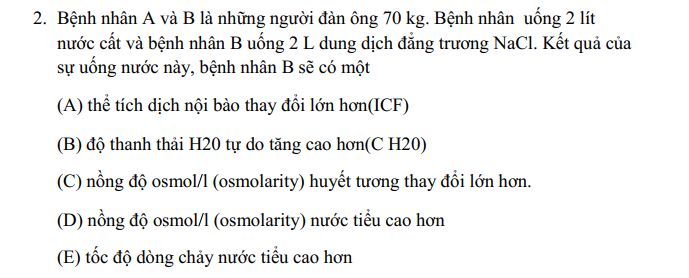 2. Bệnh nhân A và B là những người đàn ông 70 kg. Bệnh nhân  uống 2 lít
nước cất và bệnh nhân B uống 2 L dung dịch đẳng trương NaCl. Kết quả của
sự uống nước này, bệnh nhân B sẽ có một
(A) thể tích dịch nội bào thay đổi lớn hơn(ICF)
(B) độ thanh thải H20 tự do tăng cao hơn(C H20)
(C) nồng độ osmol/l (osmolarity) huyết tương thay đổi lớn hơn.
(D) nồng độ osmol/l (osmolarity) nước tiểu cao hơn
(E) tốc độ dòng chảy nước tiểu cao hơn